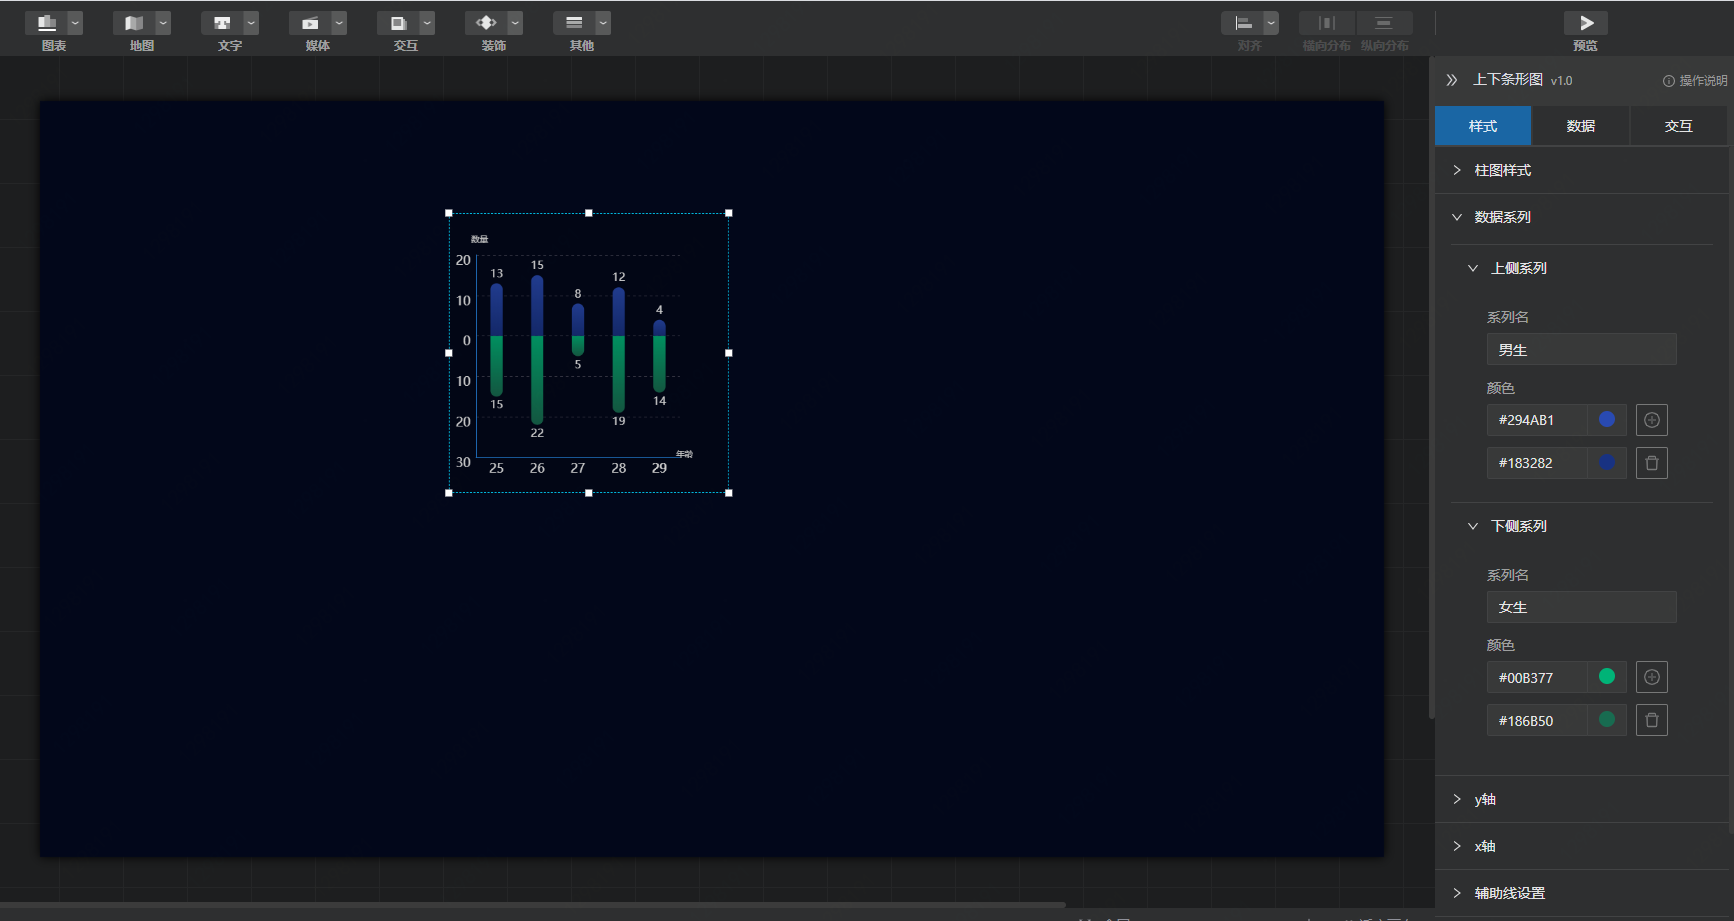 图表 地图 文字 媒体 交互 装饰 其他 对齐 横向分布 纵向分布 预览
上下条形图 v1.0 操作说明
样式 数据 交互
柱图样式
数据系列
上侧系列
系列名
男生
颜色
#294AB1
#183282
下侧系列
系列名
女生
颜色
#00B377
#186B50
y轴
x轴
辅助线设置
数量
20
10
0
10
20
30
13 15 8 12 4
15 22 5 19 14
年龄
25 26 27 28 29